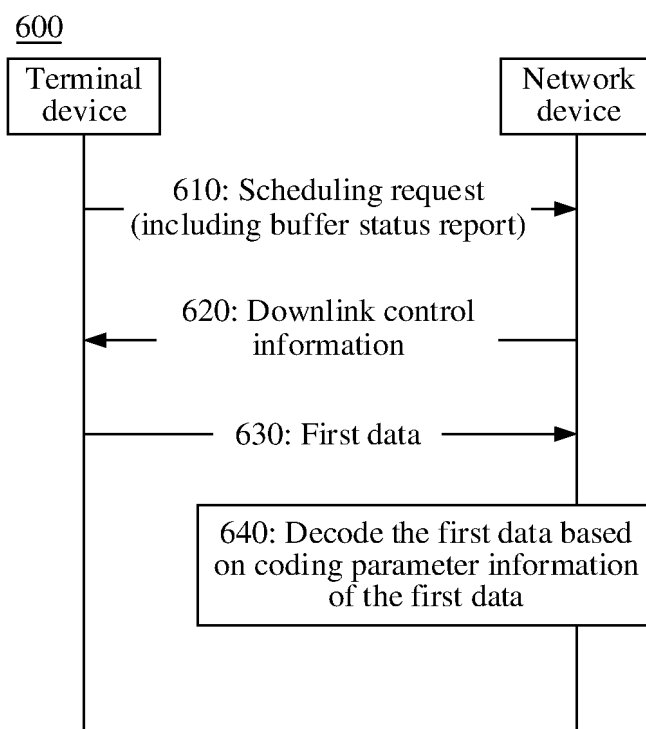 600
Terminal
device
Network
device
610: Scheduling request
(including buffer status report)
620: Downlink control
information
630: First data
640: Decode the first data based
on coding parameter information
of the first data